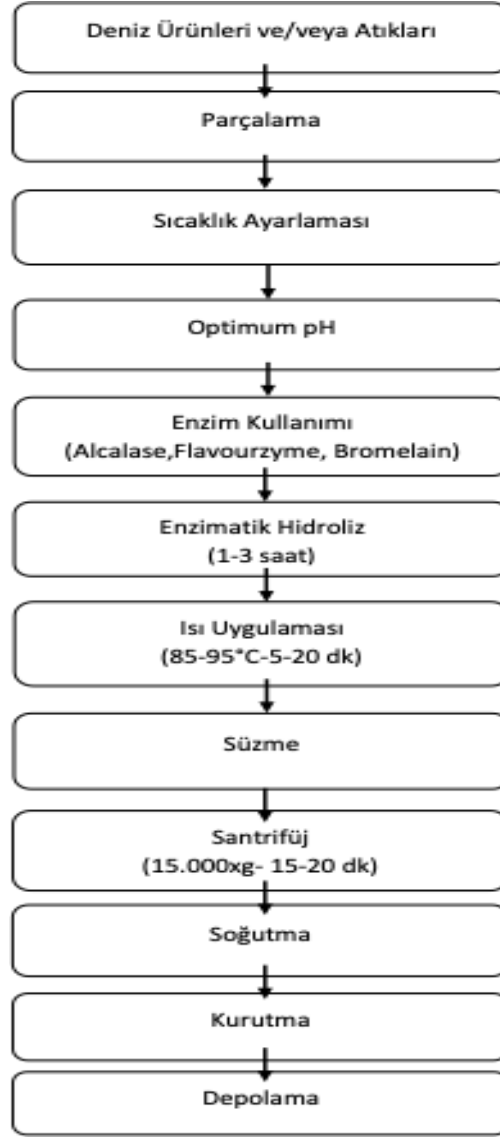 Deniz Ürünleri ve/veya Atıkları
Parçalama
Sıcaklık Ayarlaması
Optimum pH
Enzim Kullanımı
(Alcalase,Flavourzyme, Bromelain)
Enzimatik Hidroliz
(1-3 saat)
Isı Uygulaması
(85-95°C-5-20 dk)
Süzme
Santrifüj
(15.000xg- 15-20 dk)
Soğutma
Kurutma
Depolama